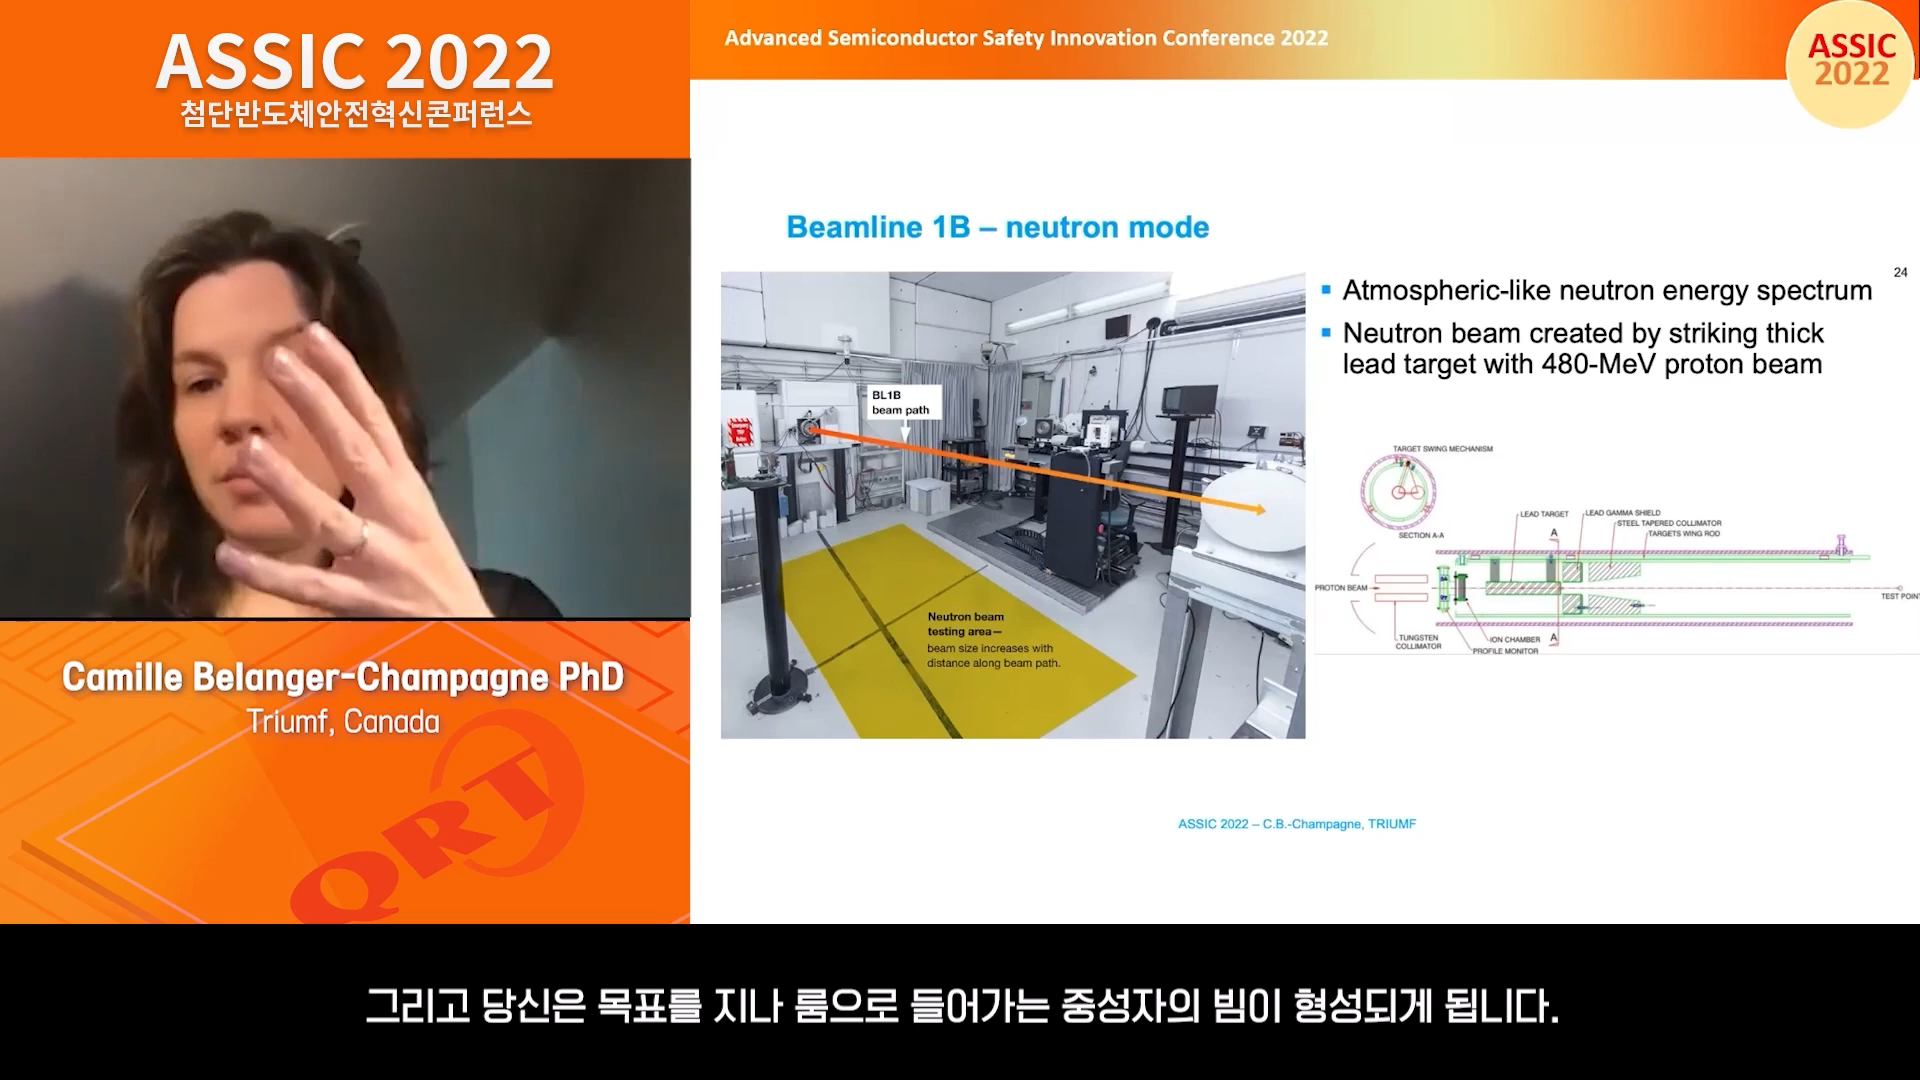 ASSIC 2022
첨단반도체안전혁신콘퍼런스
Advanced Semiconductor Safety Innovation Conference 2022
ASSIC
2022
Beamline 1B – neutron mode
24
Atmospheric-like neutron energy spectrum
Neutron beam created by striking thick
lead target with 480-MeV proton beam
BL1B
beam path
Neutron beam
testing area—
beam size increases with
distance along beam path.
TARGET SWING MECHANISM
SECTION A-A
LEAD TARGET
A
LEAD GAMMA SHIELD
STEEL TAPERED COLLIMATOR
TARGETS WING ROD
PROTON BEAM
TEST POINT
TUNGSTEN
COLLIMATOR
ION CHAMBER
PROFILE MONITOR
A
Camille Belanger-Champagne PhD
Triumf, Canada
QRT
ASSIC 2022 – C.B.-Champagne, TRIUMF
그리고 당신은 목표를 지나 룸으로 들어가는 중성자의 빔이 형성되게 됩니다.